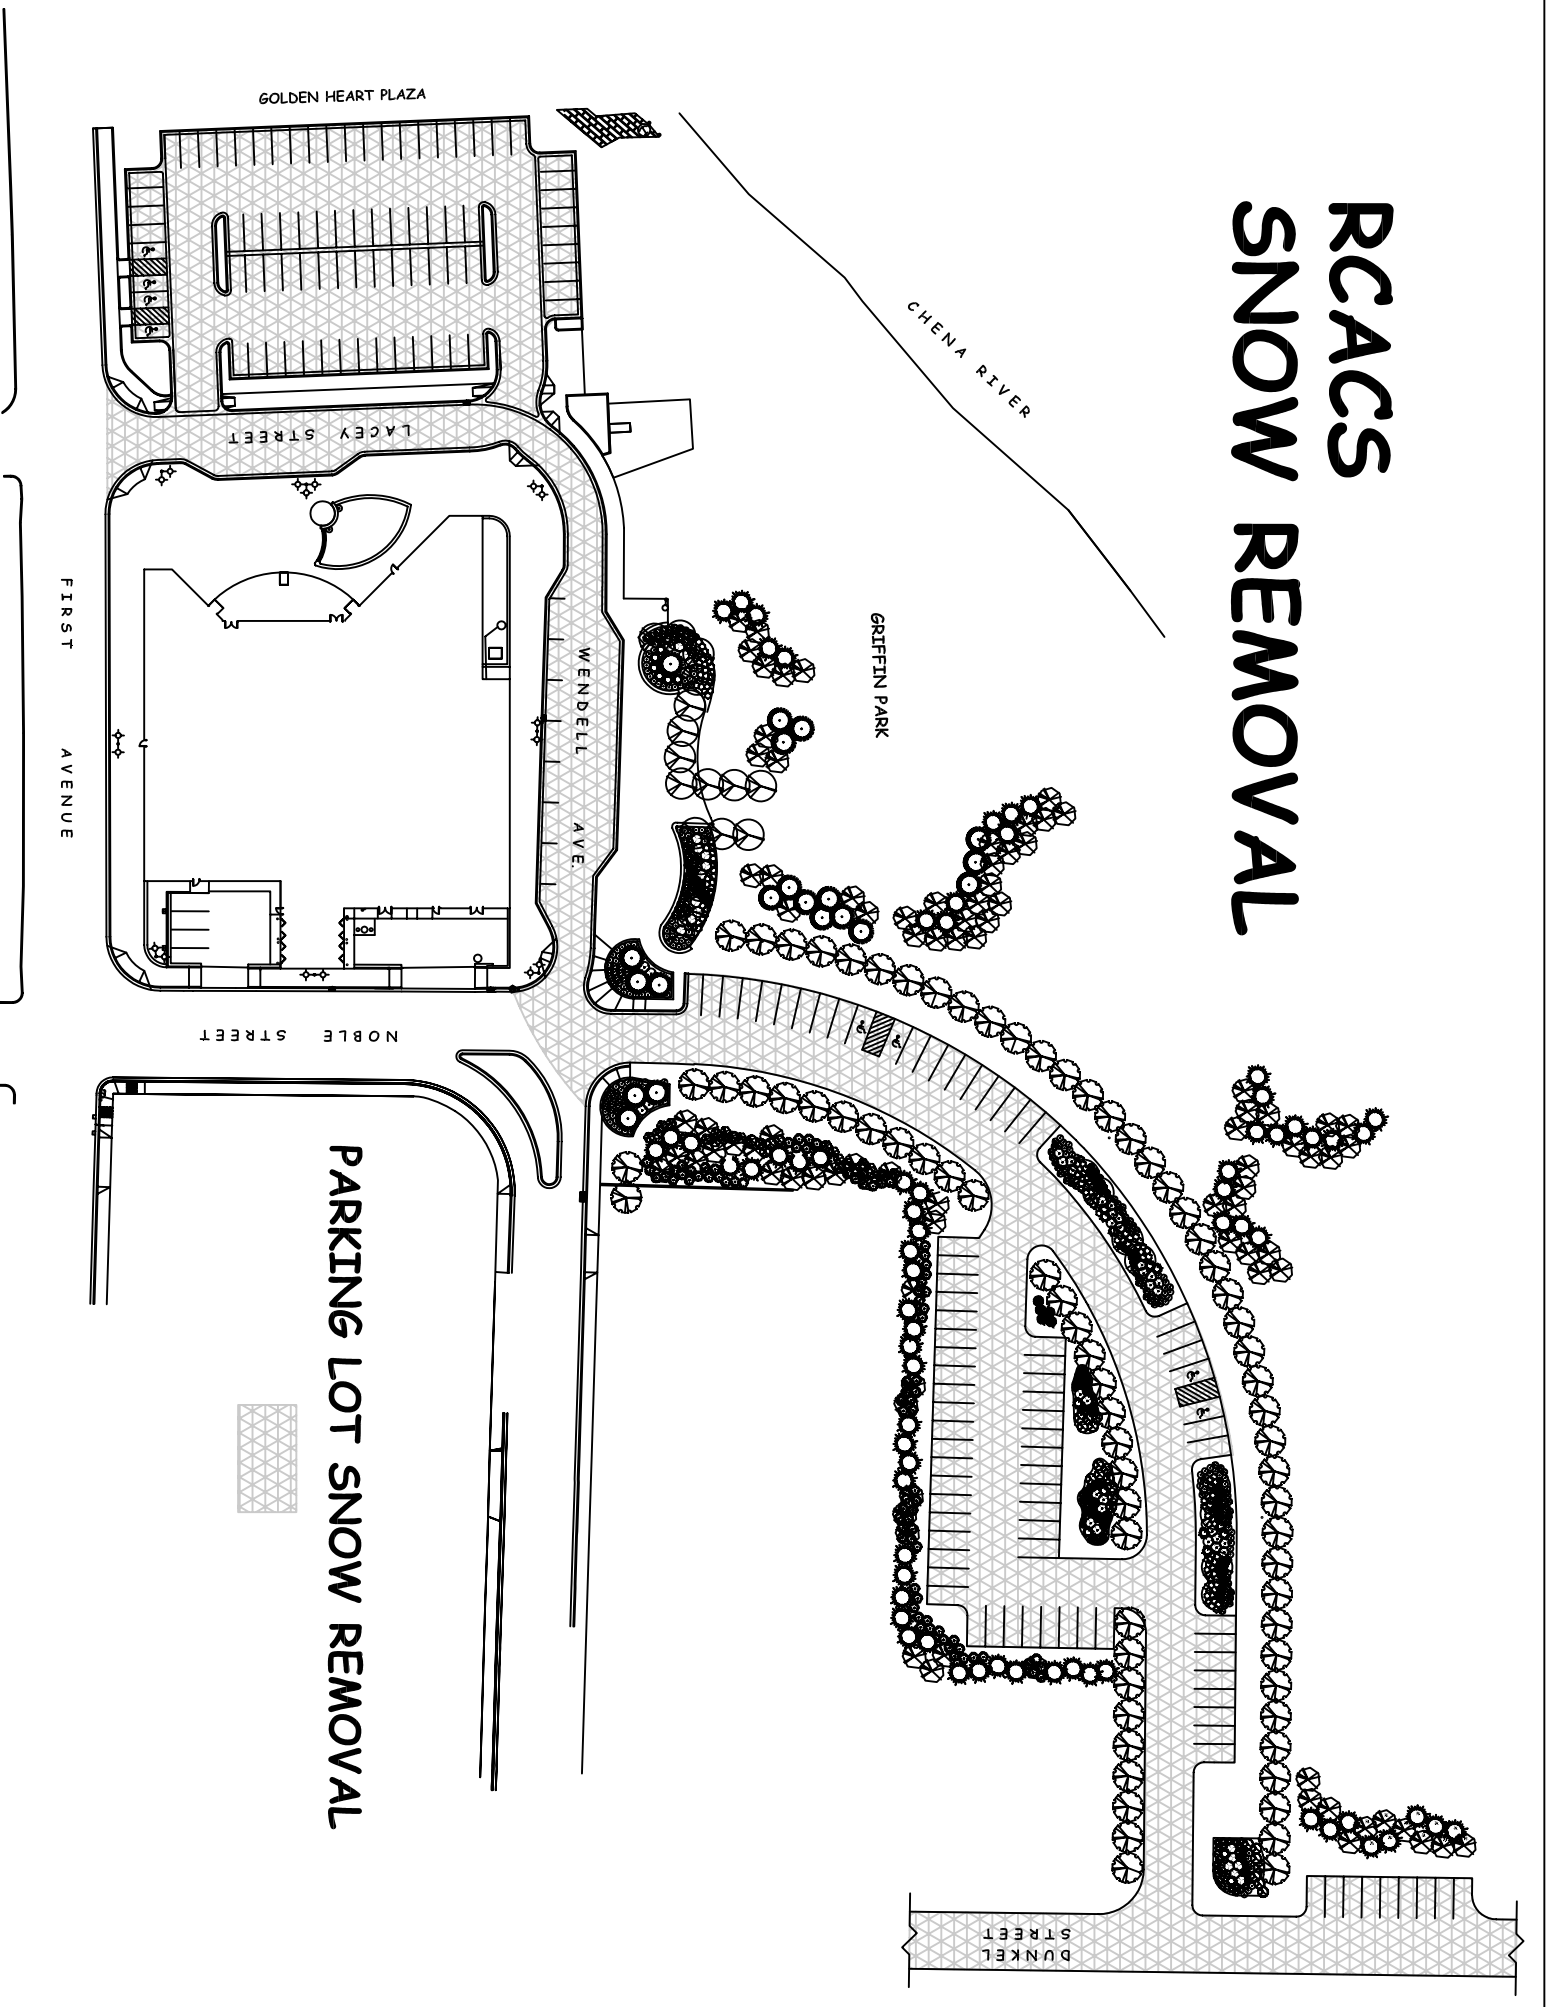 RCACS
SNOW REMOVAL
GOLDEN HEART PLAZA
CHENA RIVER
LACEY STREET
FIRST AVENUE
WENDELL AVE.
GRIFFIN PARK
NOBLE STREET
PARKING LOT SNOW REMOVAL
DUNKEL
STREET